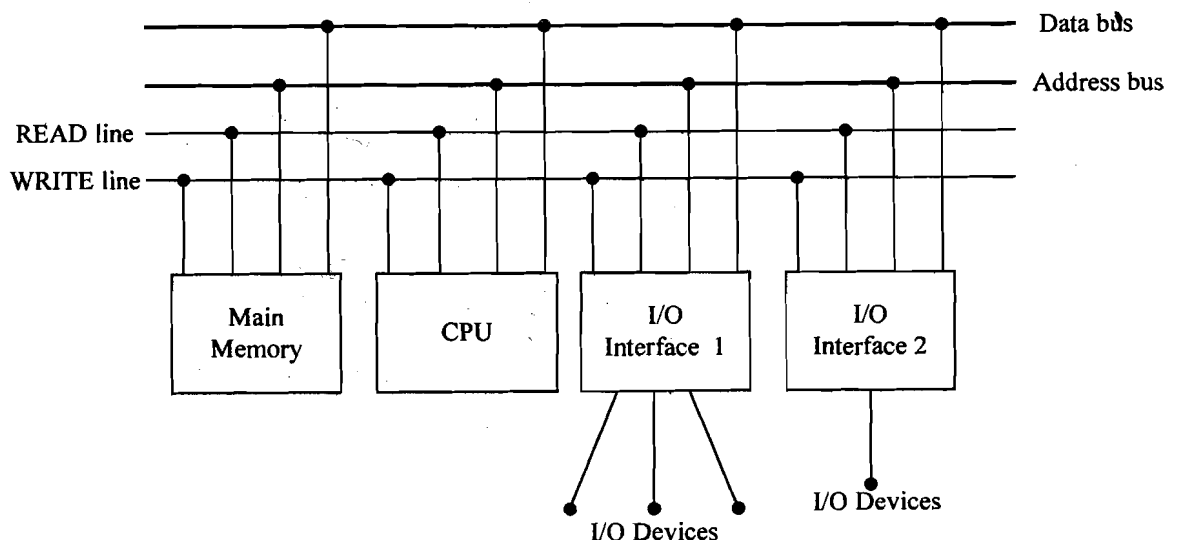 Data bus
Address bus
READ line
WRITE line
Main
Memory
CPU
I/O
Interface 1
I/O
Interface 2
I/O Devices
I/O Devices